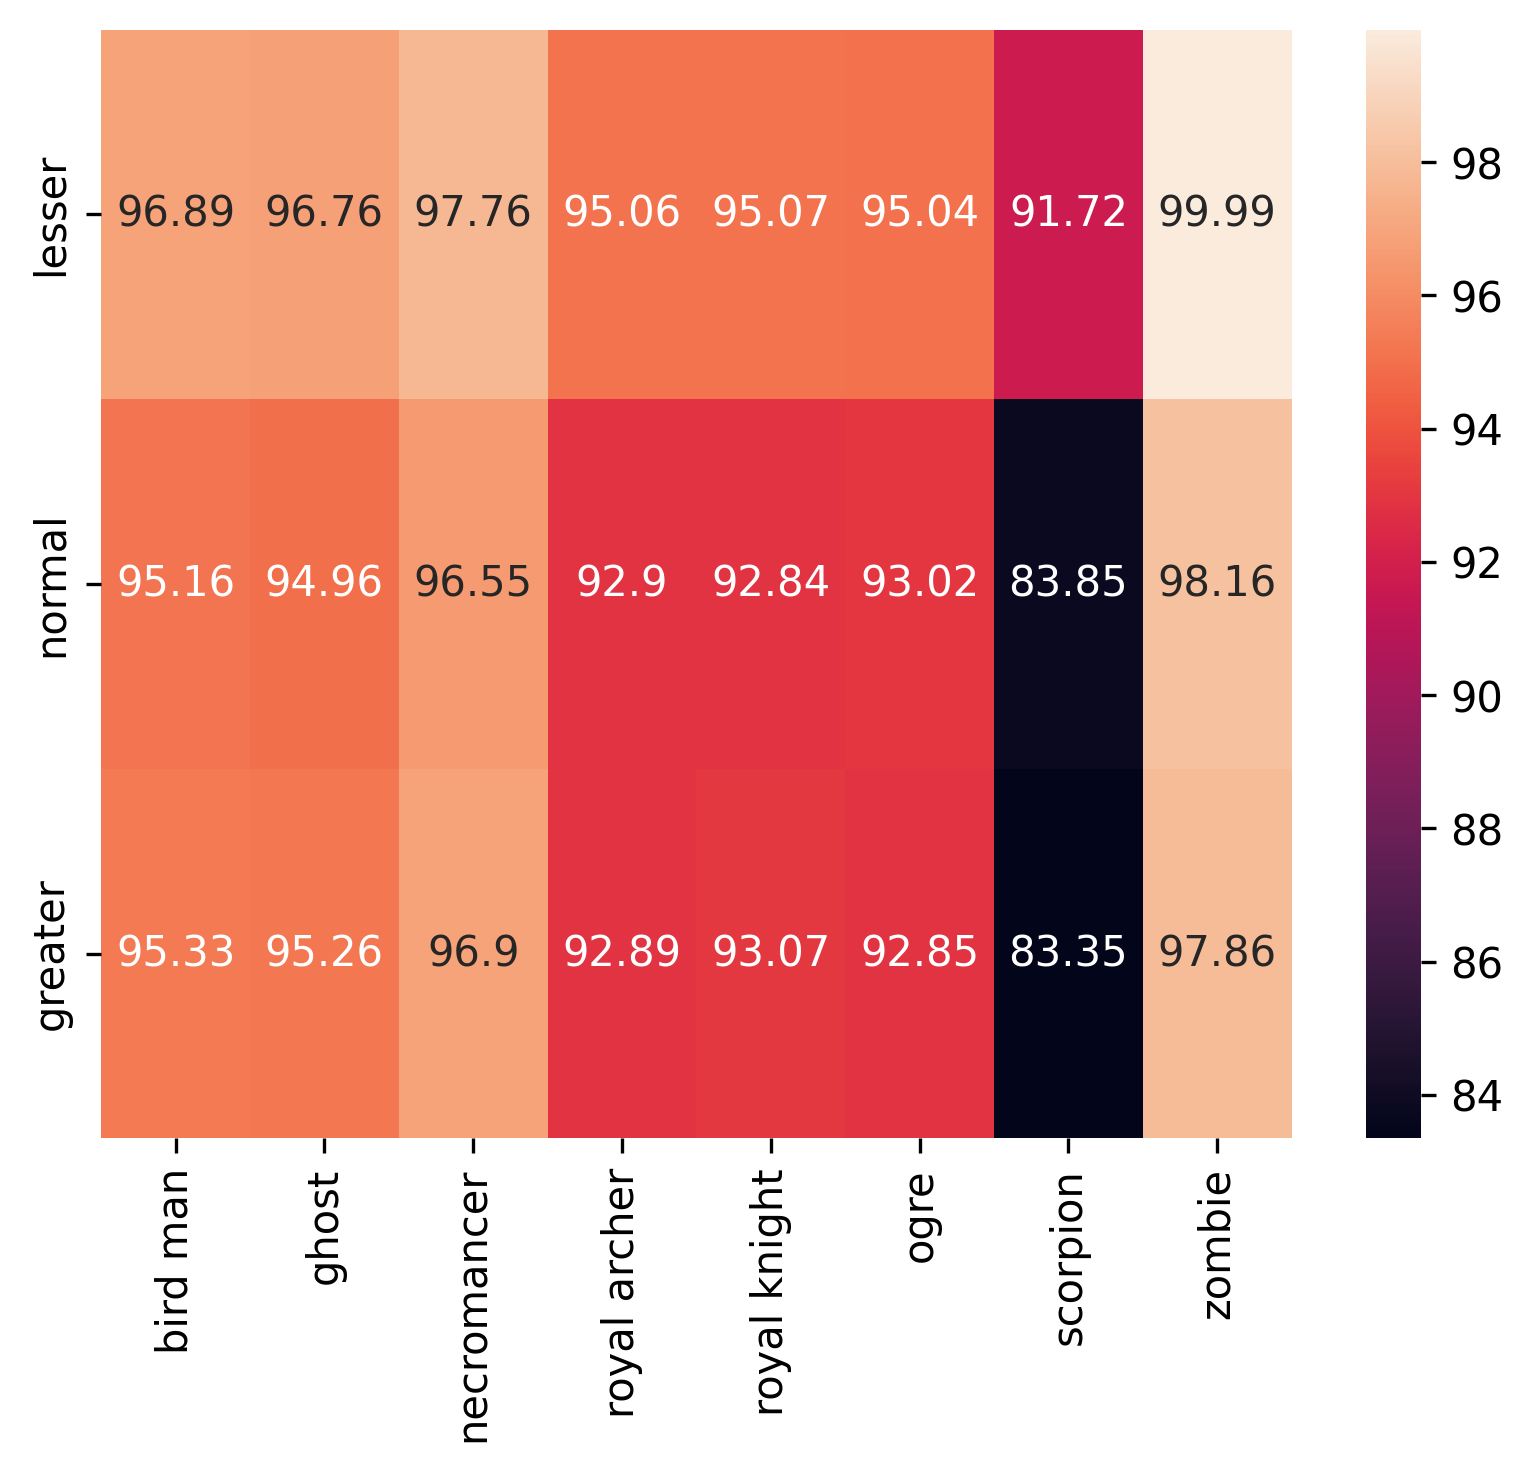 lesser 96.89 96.76 97.76 95.06 95.07 95.04 91.72 99.99
normal 95.16 94.96 96.55 92.9 92.84 93.02 83.85 98.16
greater 95.33 95.26 96.9 92.89 93.07 92.85 83.35 97.86
bird man
ghost
necromancer
royal archer
royal knight
ogre
scorpion
zombie
98
96
94
92
90
88
86
84